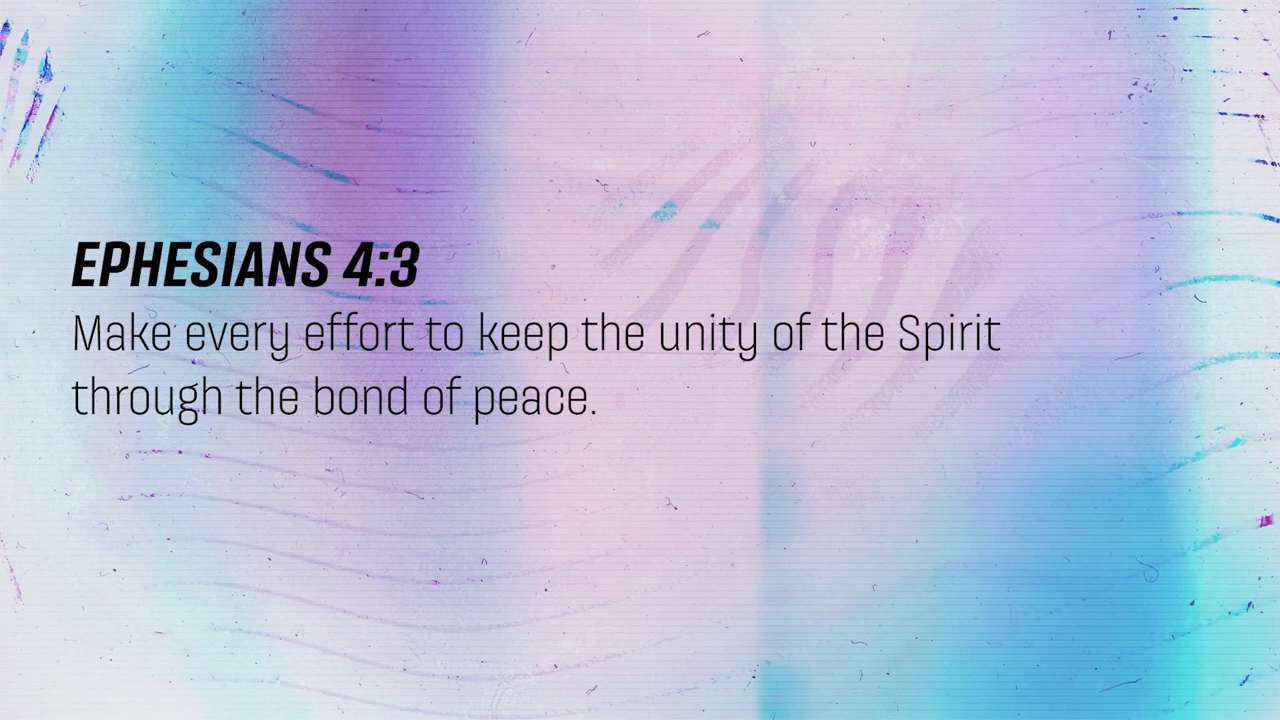 EPHESIANS 4:3
Make every effort to keep the unity of the Spirit
through the bond of peace.